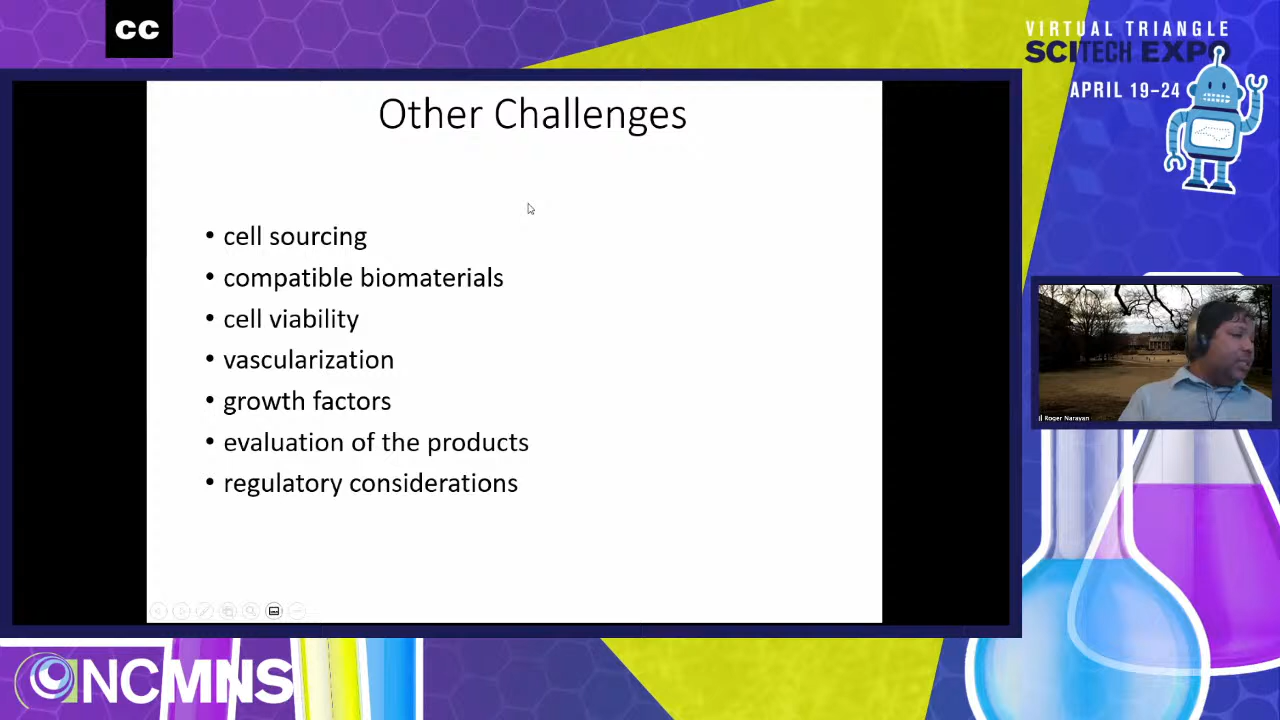 CC
VIRTUAL TRIANGLE
SCITECH EXPO
APRIL 19–24
Other Challenges
• cell sourcing
• compatible biomaterials
• cell viability
• vascularization
• growth factors
• evaluation of the products
• regulatory considerations
Roger Narayan
NCMNS